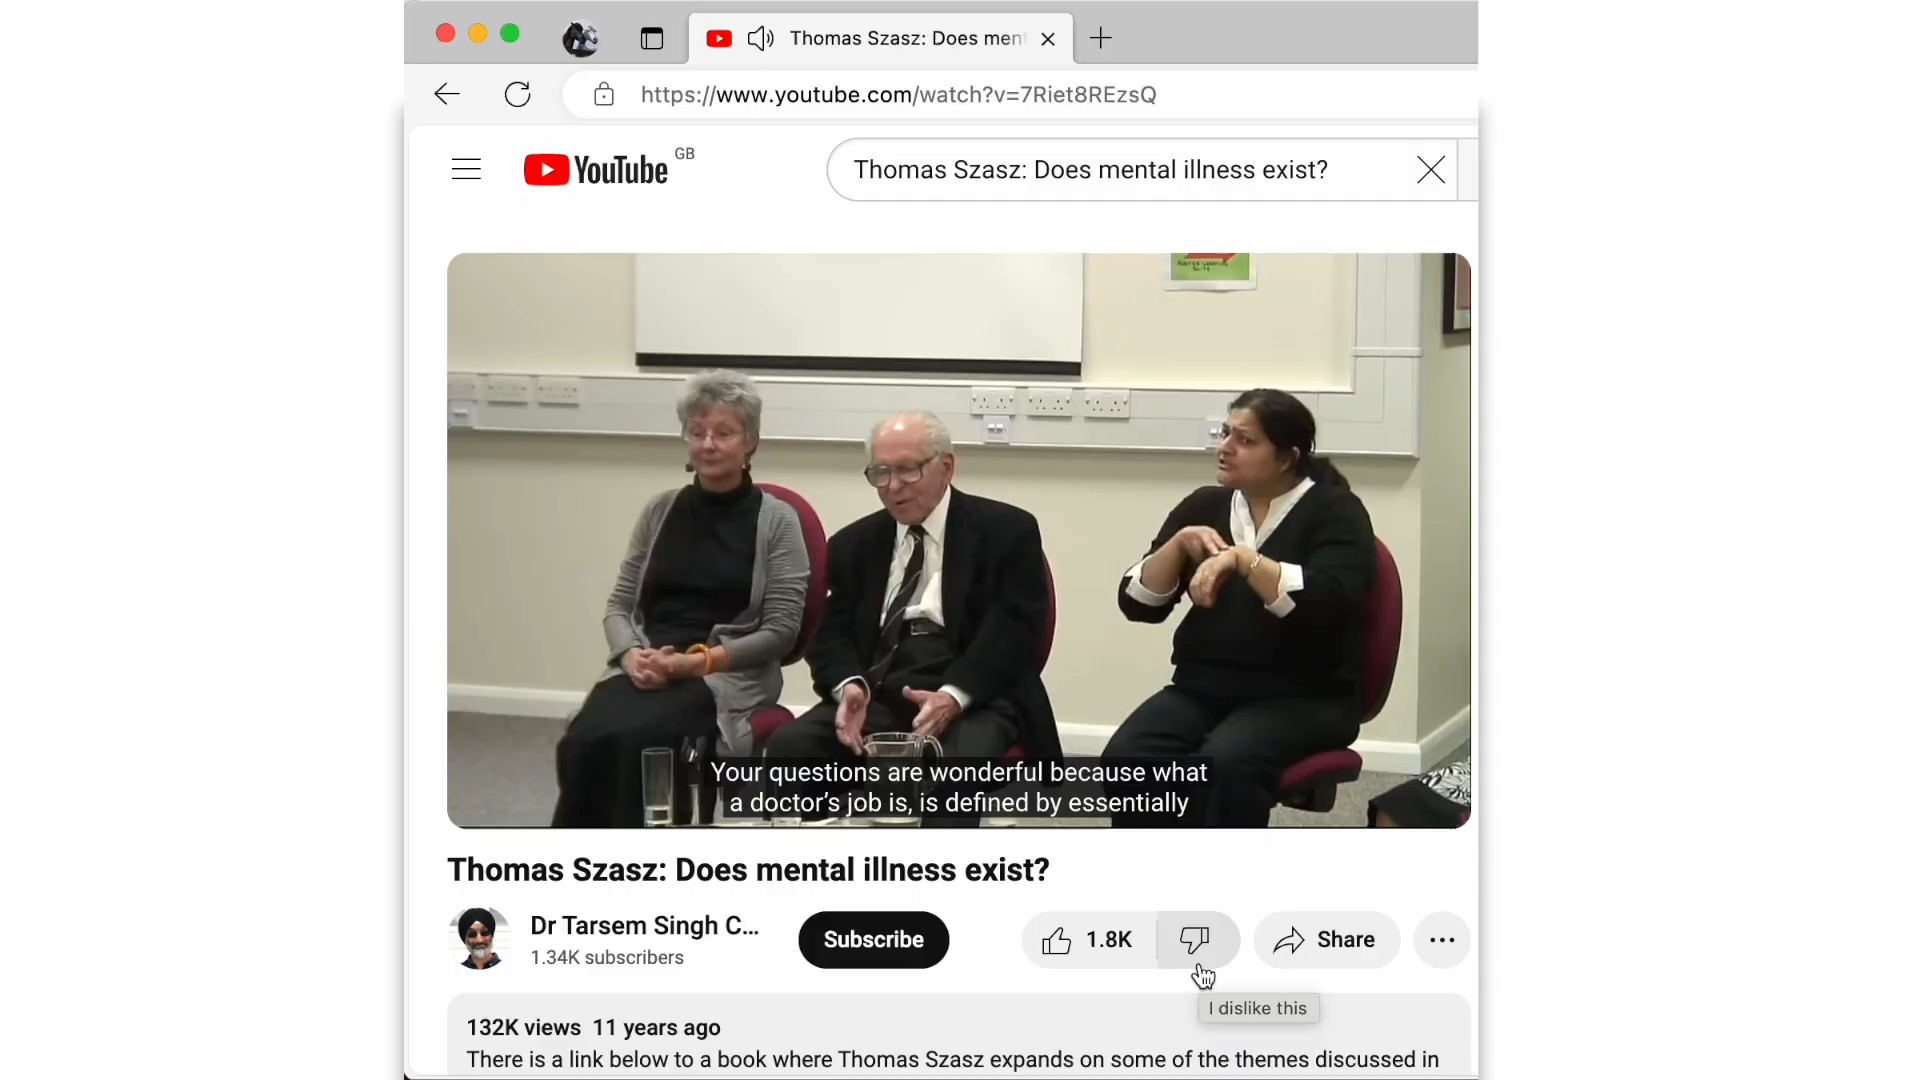 Thomas Szasz: Does men
https://www.youtube.com/watch?v=7Riet8REzsQ
YouTube GB
Thomas Szasz: Does mental illness exist?
Your questions are wonderful because what
a doctor’s job is, is defined by essentially
Thomas Szasz: Does mental illness exist?
Dr Tarsem Singh C...
1.34K subscribers
Subscribe
1.8K
Share
I dislike this
132K views 11 years ago
There is a link below to a book where Thomas Szasz expands on some of the themes discussed in